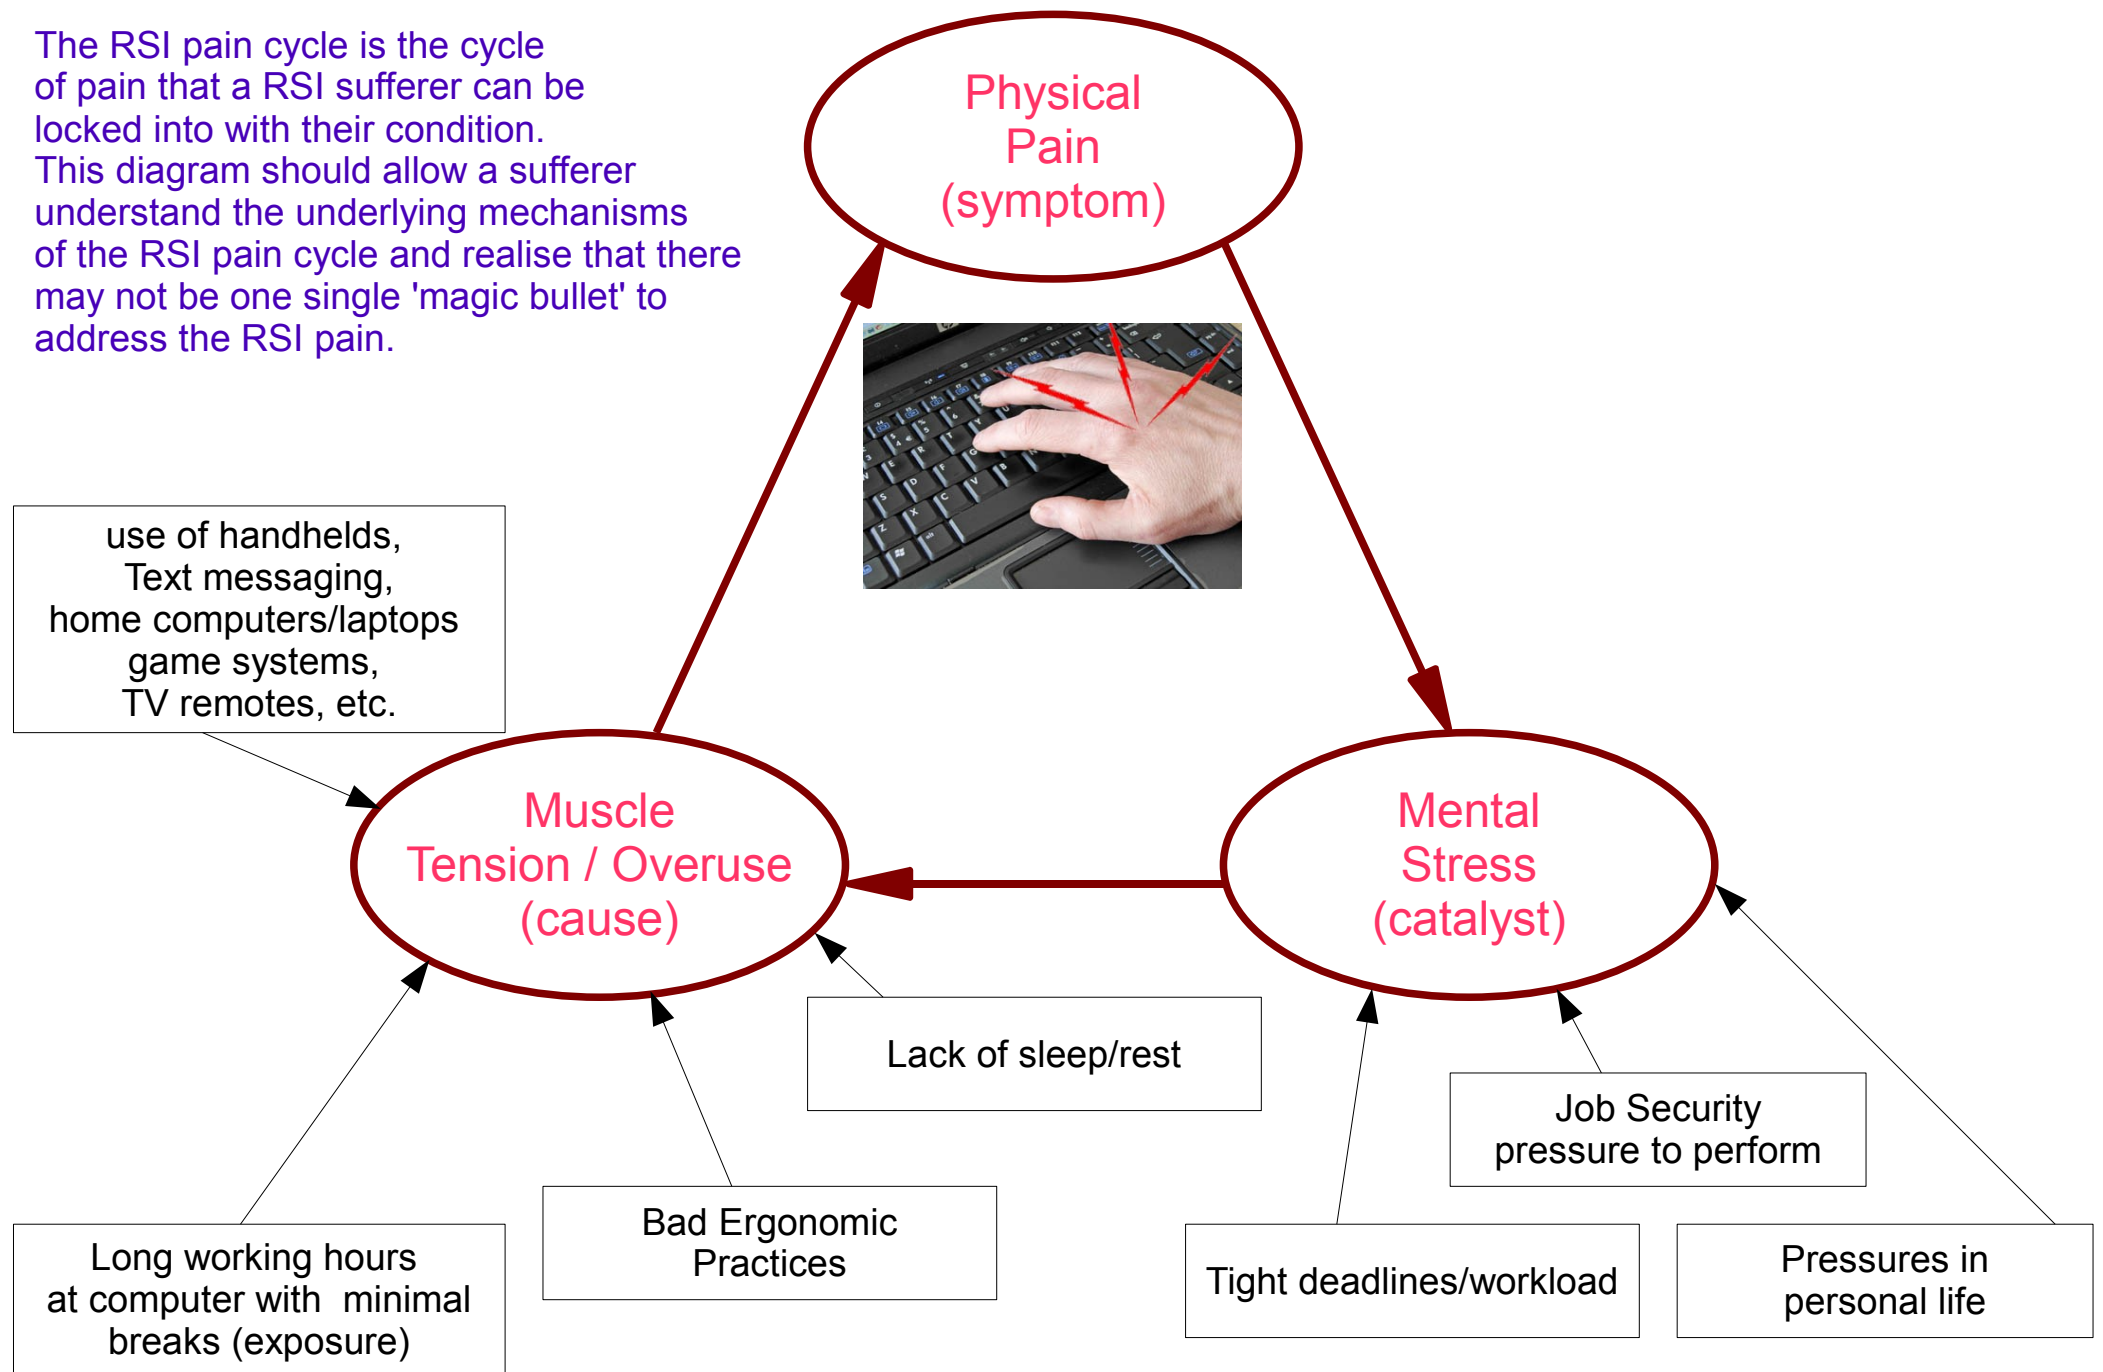 The RSI pain cycle is the cycle
of pain that a RSI sufferer can be
locked into with their condition.
This diagram should allow a sufferer
understand the underlying mechanisms
of the RSI pain cycle and realise that there
may not be one single 'magic bullet' to
address the RSI pain.
Physical
Pain
(symptom)
use of handhelds,
Text messaging,
home computers/laptops
game systems,
TV remotes, etc.
Muscle
Tension / Overuse
(cause)
Mental
Stress
(catalyst)
Lack of sleep/rest
Job Security
pressure to perform
Bad Ergonomic
Practices
Long working hours
at computer with  minimal
breaks (exposure)
Tight deadlines/workload
Pressures in
personal life